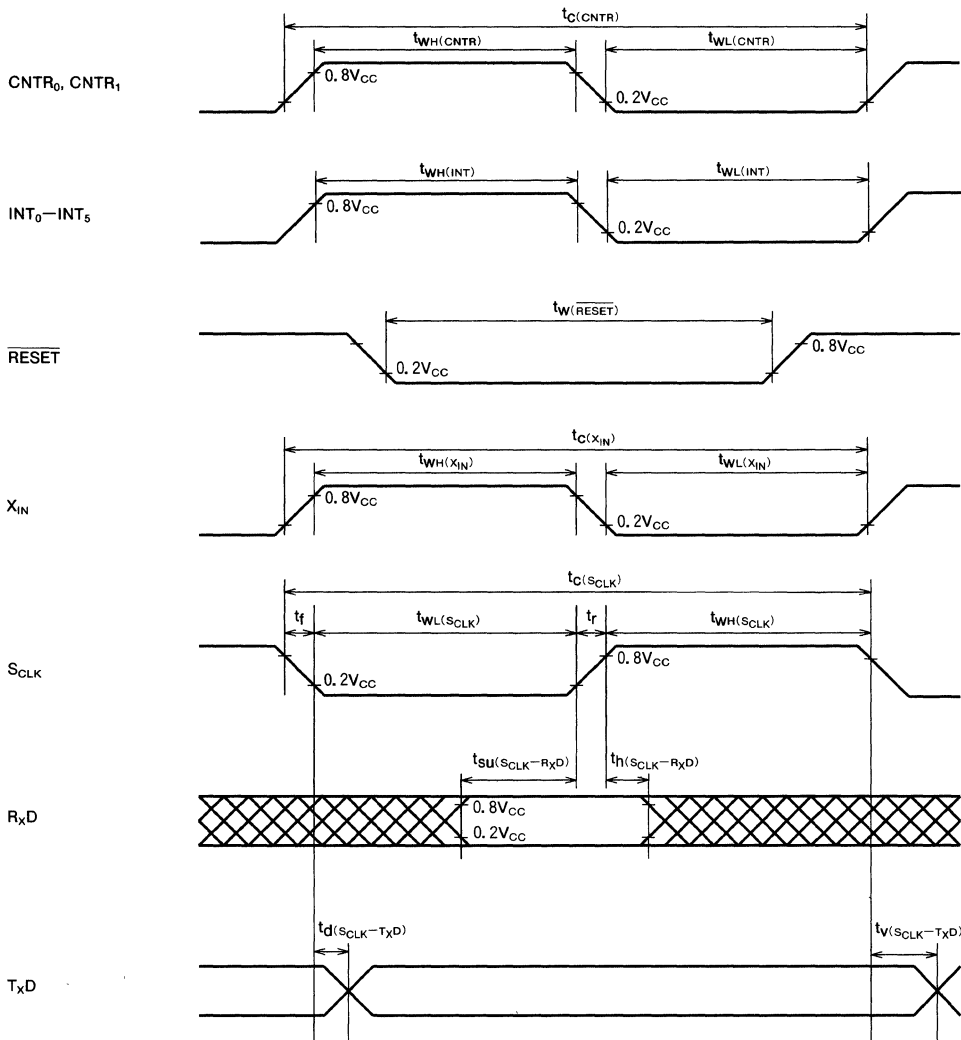 tC(CNTR)
tWH(CNTR) tWL(CNTR)
CNTR0, CNTR1
0.8VCC
0.2VCC
tWH(INT) tWL(INT)
INT0—INT5
0.8VCC
0.2VCC
tW(RESET)
RESET
0.2VCC
0.8VCC
tC(XIN)
tWH(XIN) tWL(XIN)
XIN
0.8VCC
0.2VCC
tC(SCLK)
tf tWL(SCLK) tr tWH(SCLK)
SCLK
0.2VCC
0.8VCC
tsu(SCLK−RXD) th(SCLK−RXD)
RXD
0.8VCC
0.2VCC
td(SCLK−TXD) tv(SCLK−TXD)
TXD